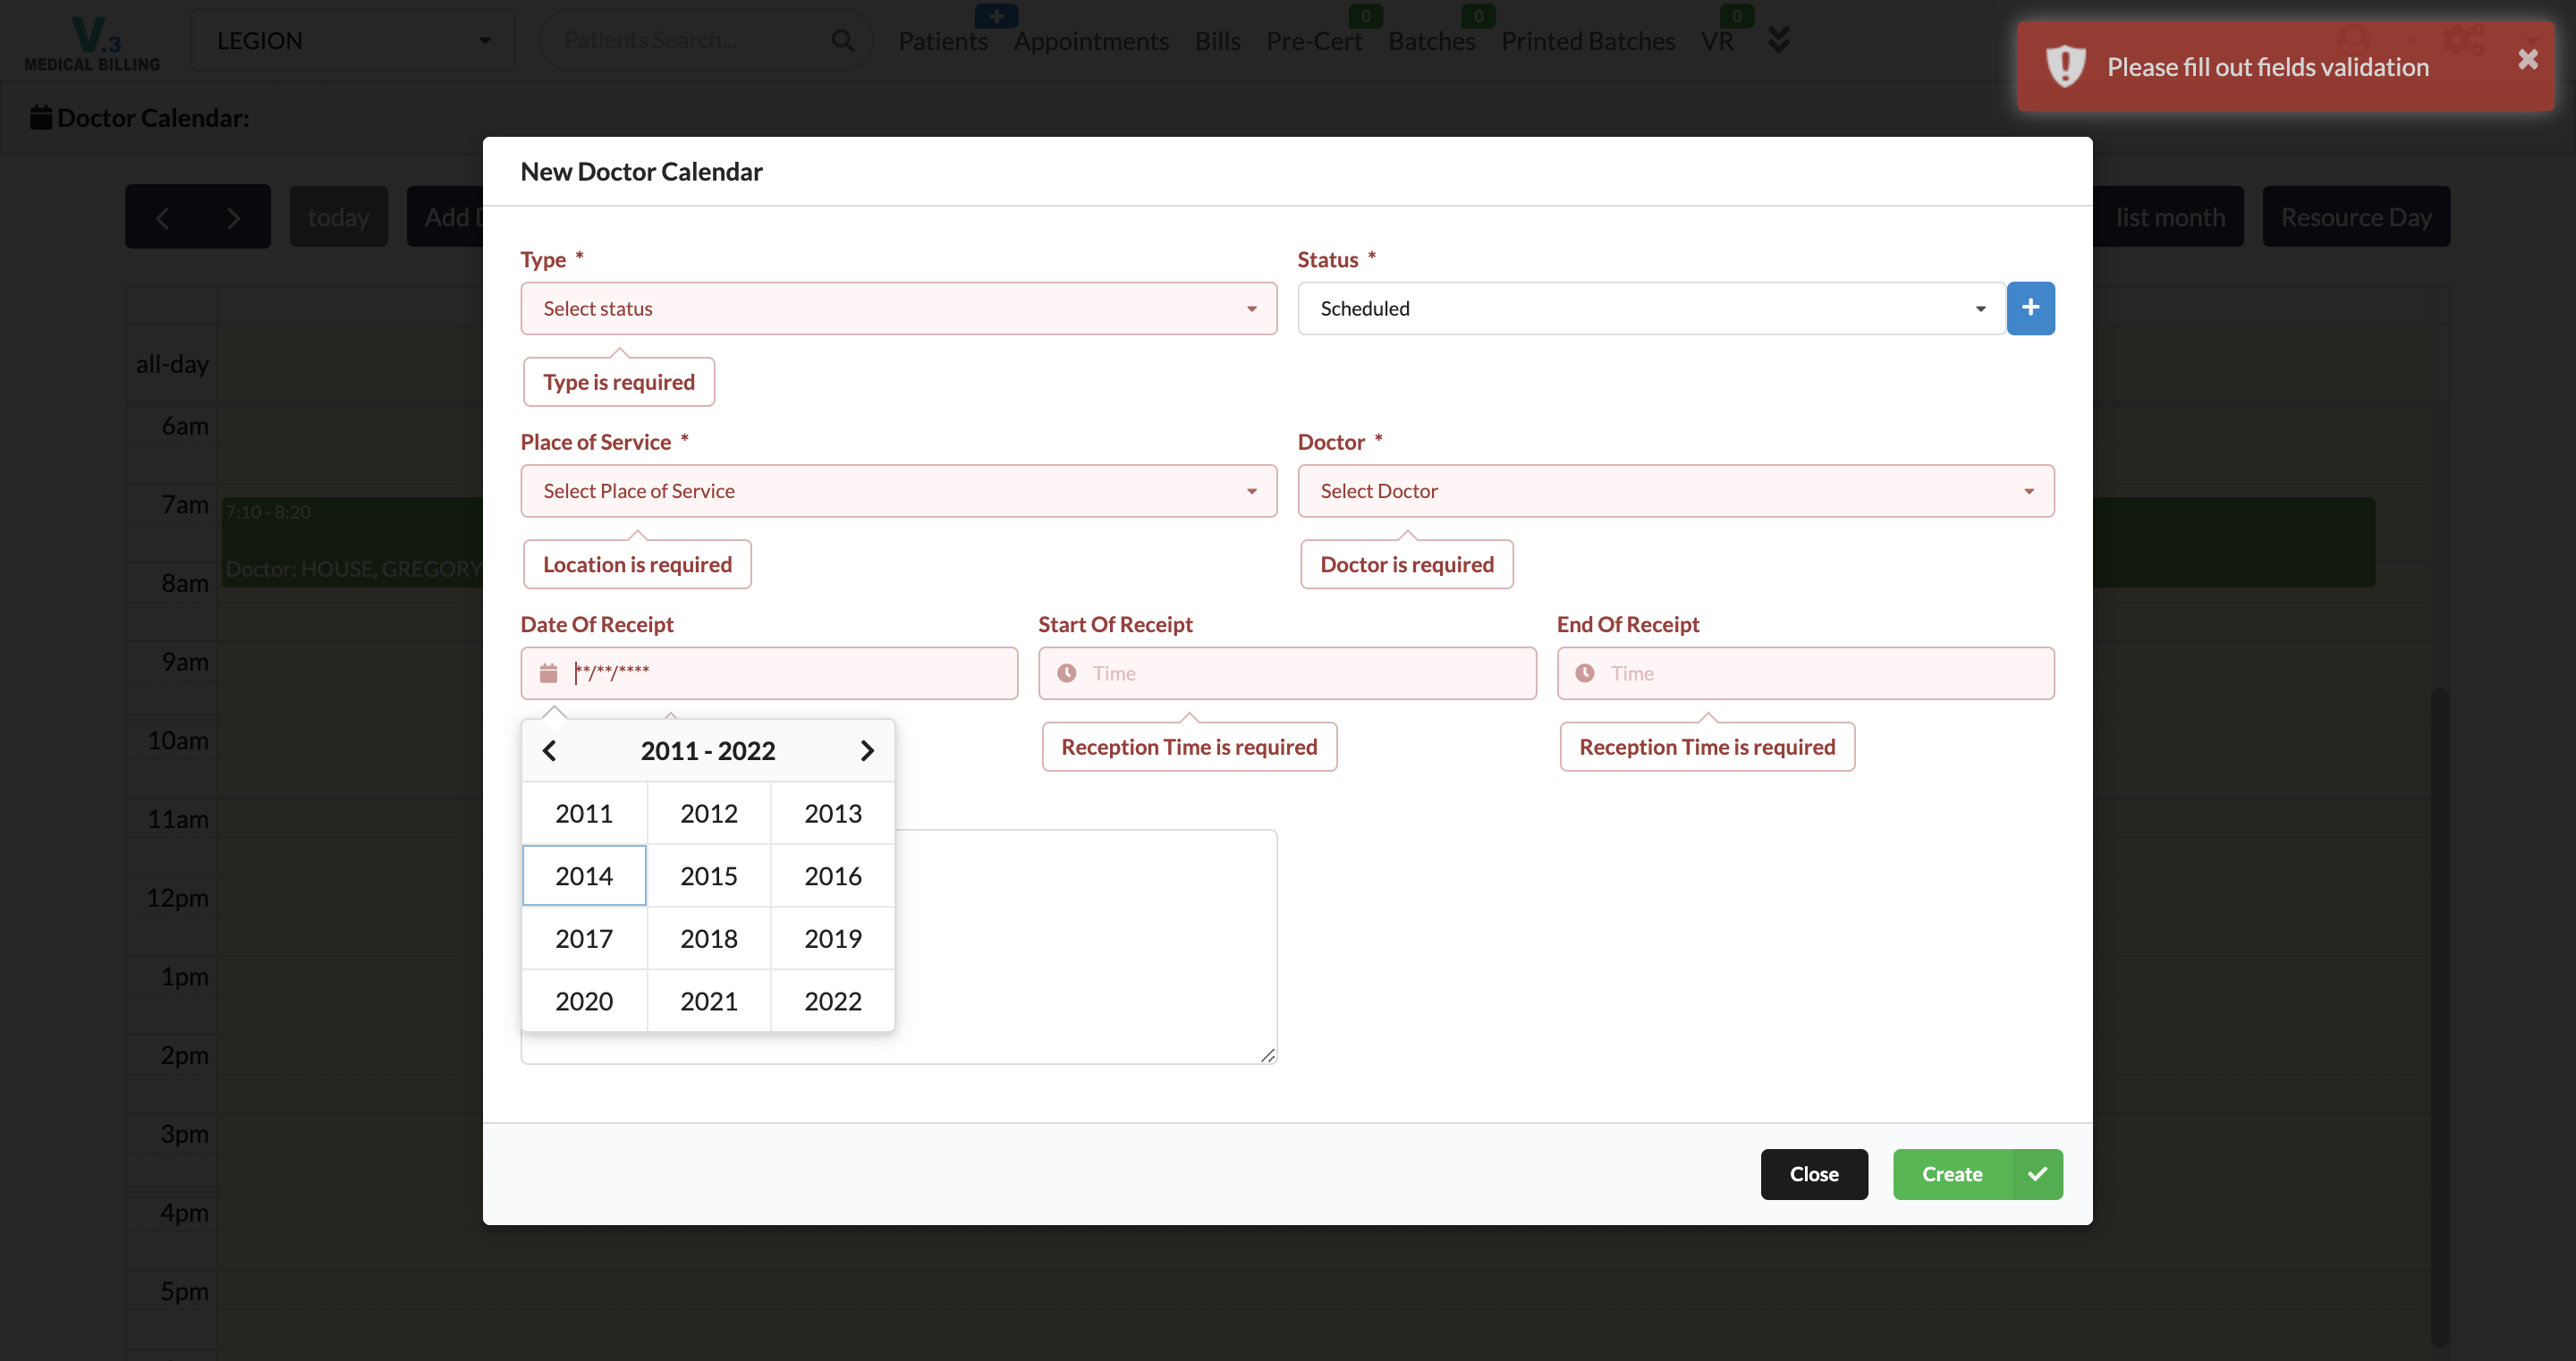 V.3
MEDICAL BILLING
LEGION
Patients Search...
Patients
Appointments
Bills
Pre-Cert
0
Batches
0
Printed Batches
VR
0
Please fill out fields validation
Doctor Calendar:
today
Add
list month
Resource Day
New Doctor Calendar
Type *
Select status
Type is required
Status *
Scheduled
Place of Service *
Select Place of Service
Location is required
Doctor *
Select Doctor
Doctor is required
Date Of Receipt
**/**/****
Start Of Receipt
Time
Reception Time is required
End Of Receipt
Time
Reception Time is required
2011 - 2022
2011 2012 2013
2014 2015 2016
2017 2018 2019
2020 2021 2022
Close
Create
all-day
6am
7am
7:10 - 8:20
Doctor: HOUSE, GREGORY
8am
9am
10am
11am
12pm
1pm
2pm
3pm
4pm
5pm